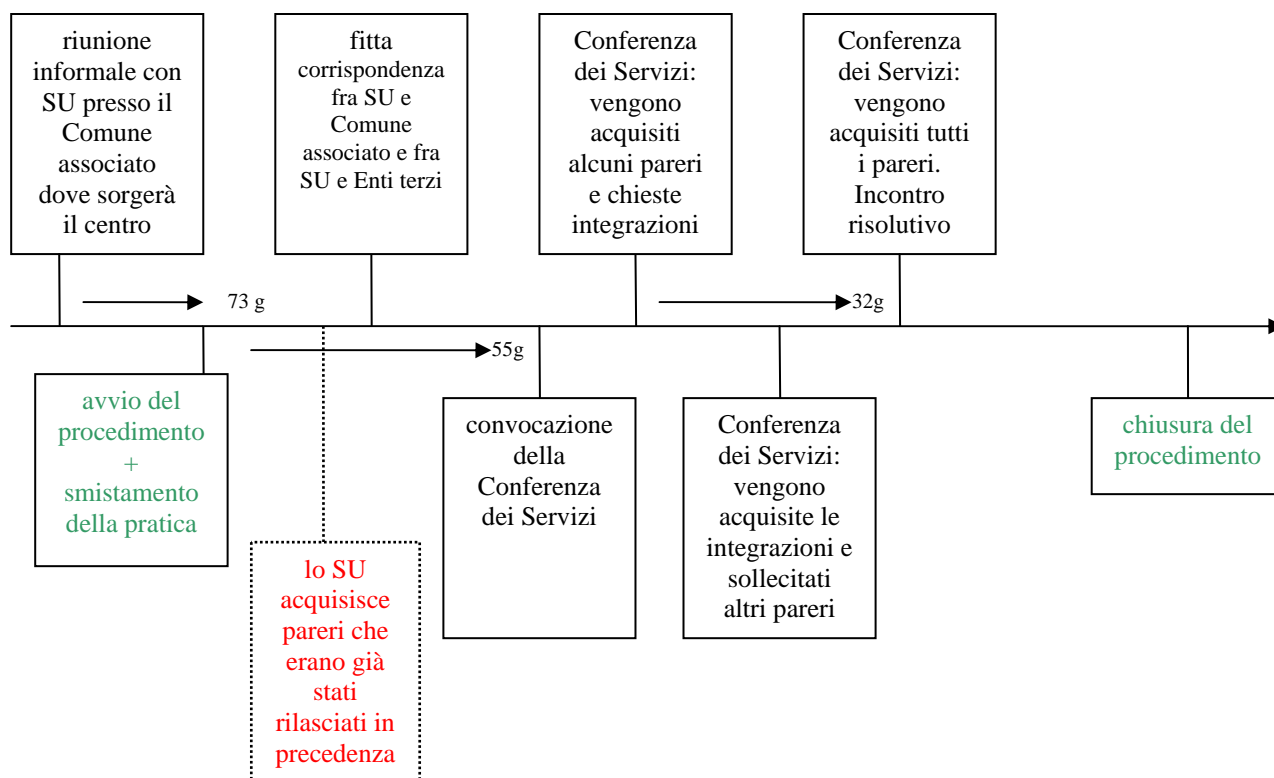 riunione
informale con
SU presso il
Comune
associato
dove sorgerà
il centro
fitta
corrispondenza
fra SU e
Comune
associato e fra
SU e Enti terzi
Conferenza
dei Servizi:
vengono
acquisiti
alcuni pareri
e chieste
integrazioni
Conferenza
dei Servizi:
vengono
acquisiti tutti
i pareri.
Incontro
risolutivo
73 g
32g
55g
avvio del
procedimento
+
smistamento
della pratica
lo SU
acquisisce
pareri che
erano già
stati
rilasciati in
precedenza
convocazione
della
Conferenza
dei Servizi
Conferenza
dei Servizi:
vengono
acquisite le
integrazioni e
sollecitati
altri pareri
chiusura del
procedimento